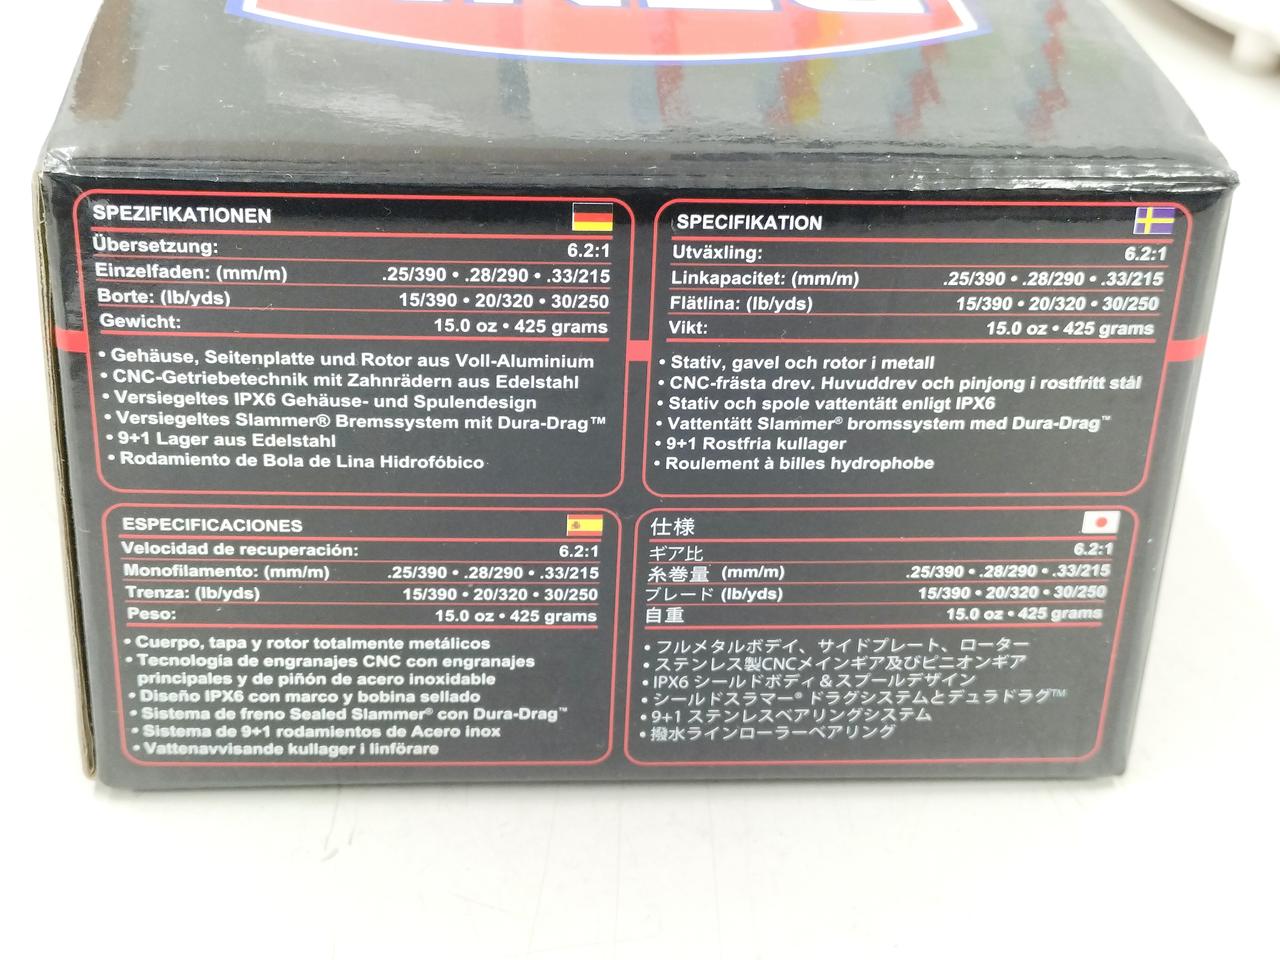 SPEZIFIKATIONEN
Übersetzung: 6.2:1
Einzelfaden: (mm/m) .25/390 • .28/290 • .33/215
Borte: (lb/yds) 15/390 • 20/320 • 30/250
Gewicht: 15.0 oz • 425 grams
• Gehäuse, Seitenplatte und Rotor aus Voll-Aluminium
• CNC-Getriebetechnik mit Zahnrädern aus Edelstahl
• Versiegeltes IPX6 Gehäuse- und Spulendesign
• Versiegeltes Slammer® Bremssystem mit Dura-Drag™
• 9+1 Lager aus Edelstahl
• Rodamiento de Bola de Lina Hidrofóbico
SPECIFIKATION
Utväxling: 6.2:1
Linkapacitet: (mm/m) .25/390 • .28/290 • .33/215
Flätlina: (lb/yds) 15/390 • 20/320 • 30/250
Vikt: 15.0 oz • 425 grams
• Stativ, gavel och rotor i metall
• CNC-frästa drev. Huvuddrev och pinjong i rostfritt stål
• Stativ och spole vattentätt enligt IPX6
• Vattentätt Slammer® bromssystem med Dura-Drag™
• 9+1 Rostfria kullager
• Roulement à billes hydrophobe
ESPECIFICACIONES
Velocidad de recuperación: 6.2:1
Monofilamento: (mm/m) .25/390 • .28/290 • .33/215
Trenza: (lb/yds) 15/390 • 20/320 • 30/250
Peso: 15.0 oz • 425 grams
• Cuerpo, tapa y rotor totalmente metálicos
• Tecnología de engranajes CNC con engranajes
principales y de piñón de acero inoxidable
• Diseño IPX6 con marco y bobina sellado
• Sistema de freno Sealed Slammer® con Dura-Drag™
• Sistema de 9+1 rodamientos de Acero inox
• Vattenavvisande kullager i linförare
仕様
ギア比 6.2:1
糸巻量 (mm/m) .25/390 • .28/290 • .33/215
ブレード (lb/yds) 15/390 • 20/320 • 30/250
自重 15.0 oz • 425 grams
• フルメタルボデイ、サイドプレート、ローター
• ステンレス製CNCメインギア及びピニオンギア
• IPX6 シールドボディ＆スプールデザイン
• シールドスラマー® ドラグシステムとデュラドラグ™
• 9+1 ステンレスベアリングシステム
• 撥水ラインローラーベアリング